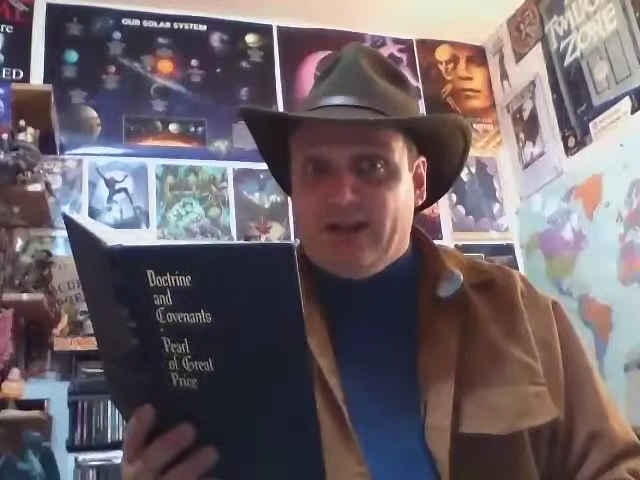 OUR SOLAR SYSTEM
TWILIGHT
ZONE
Doctrine
and
Covenants
Pearl
of Great
Price